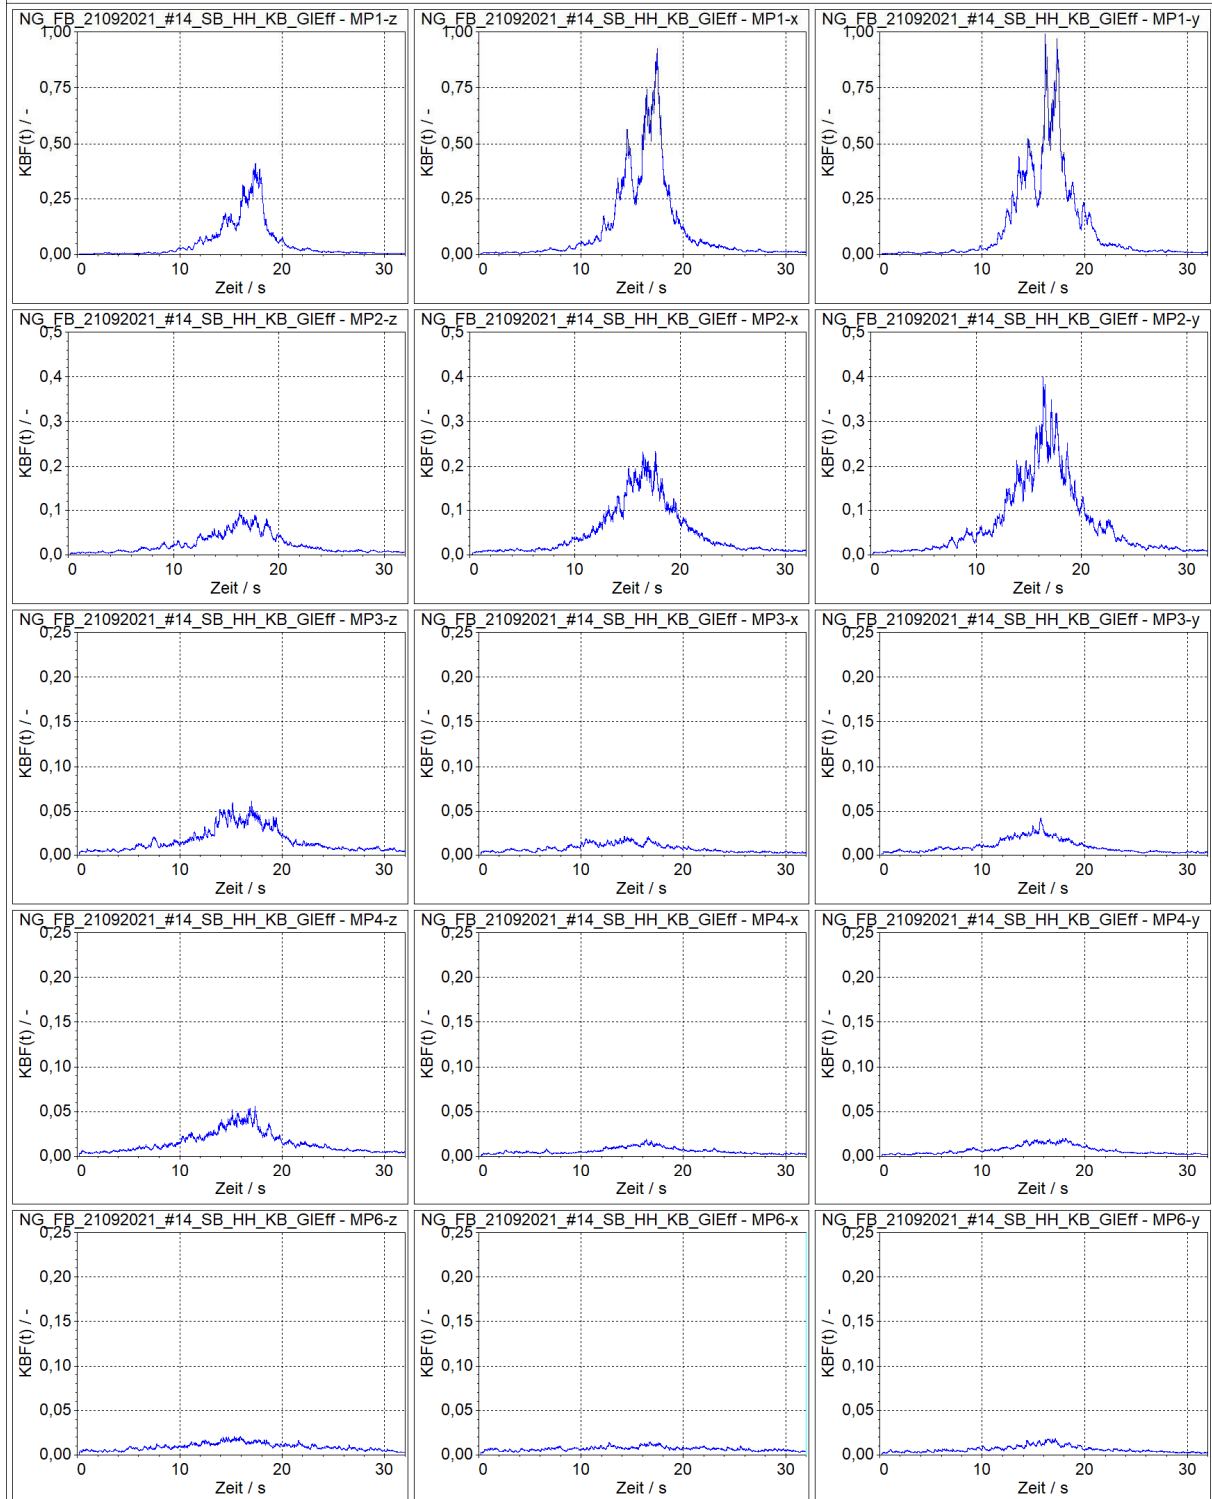 NG_FB_21092021_#14_SB_HH_KB_GlEff - MP1-z
1,00
0,75
0,50
0,25
0,00
KBF(t) / -
0 10 20 30
Zeit / s
NG_FB_21092021_#14_SB_HH_KB_GlEff - MP1-x
1,00
0,75
0,50
0,25
0,00
KBF(t) / -
0 10 20 30
Zeit / s
NG_FB_21092021_#14_SB_HH_KB_GlEff - MP1-y
1,00
0,75
0,50
0,25
0,00
KBF(t) / -
0 10 20 30
Zeit / s
NG_FB_21092021_#14_SB_HH_KB_GlEff - MP2-z
0,5
0,4
0,3
0,2
0,1
0,0
KBF(t) / -
0 10 20 30
Zeit / s
NG_FB_21092021_#14_SB_HH_KB_GlEff - MP2-x
0,5
0,4
0,3
0,2
0,1
0,0
KBF(t) / -
0 10 20 30
Zeit / s
NG_FB_21092021_#14_SB_HH_KB_GlEff - MP2-y
0,5
0,4
0,3
0,2
0,1
0,0
KBF(t) / -
0 10 20 30
Zeit / s
NG_FB_21092021_#14_SB_HH_KB_GlEff - MP3-z
0,25
0,20
0,15
0,10
0,05
0,00
KBF(t) / -
0 10 20 30
Zeit / s
NG_FB_21092021_#14_SB_HH_KB_GlEff - MP3-x
0,25
0,20
0,15
0,10
0,05
0,00
KBF(t) / -
0 10 20 30
Zeit / s
NG_FB_21092021_#14_SB_HH_KB_GlEff - MP3-y
0,25
0,20
0,15
0,10
0,05
0,00
KBF(t) / -
0 10 20 30
Zeit / s
NG_FB_21092021_#14_SB_HH_KB_GlEff - MP4-z
0,25
0,20
0,15
0,10
0,05
0,00
KBF(t) / -
0 10 20 30
Zeit / s
NG_FB_21092021_#14_SB_HH_KB_GlEff - MP4-x
0,25
0,20
0,15
0,10
0,05
0,00
KBF(t) / -
0 10 20 30
Zeit / s
NG_FB_21092021_#14_SB_HH_KB_GlEff - MP4-y
0,25
0,20
0,15
0,10
0,05
0,00
KBF(t) / -
0 10 20 30
Zeit / s
NG_FB_21092021_#14_SB_HH_KB_GlEff - MP6-z
0,25
0,20
0,15
0,10
0,05
0,00
KBF(t) / -
0 10 20 30
Zeit / s
NG_FB_21092021_#14_SB_HH_KB_GlEff - MP6-x
0,25
0,20
0,15
0,10
0,05
0,00
KBF(t) / -
0 10 20 30
Zeit / s
NG_FB_21092021_#14_SB_HH_KB_GlEff - MP6-y
0,25
0,20
0,15
0,10
0,05
0,00
KBF(t) / -
0 10 20 30
Zeit / s